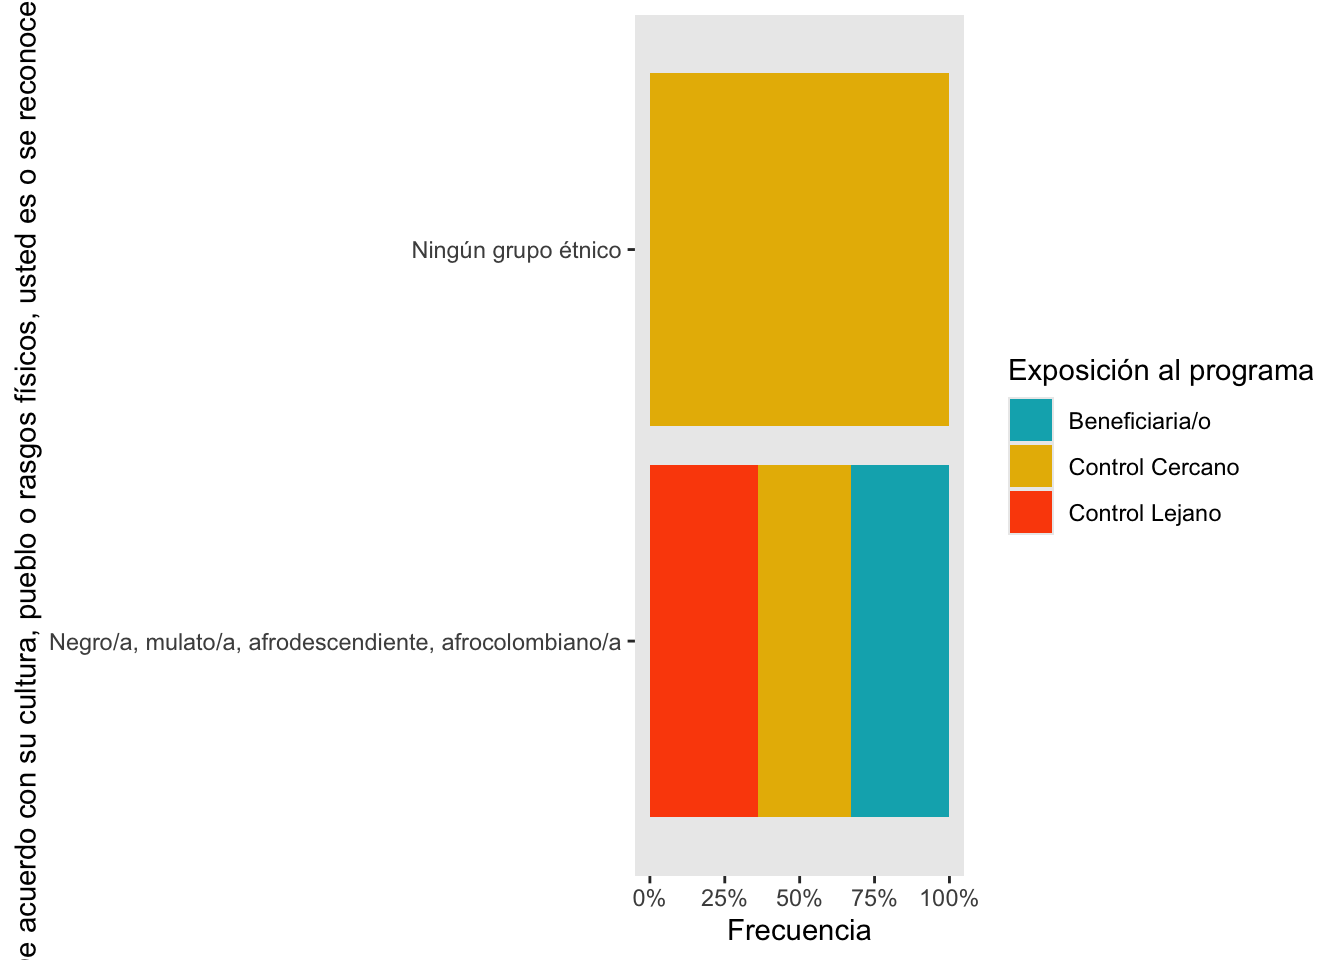 acuerdo con su cultura, pueblo o rasgos físicos, usted es o se reconoce
Ningún grupo étnico
Negro/a, mulato/a, afrodescendiente, afrocolombiano/a
0% 25% 50% 75% 100%
Frecuencia
Exposición al programa
Beneficiaria/o
Control Cercano
Control Lejano